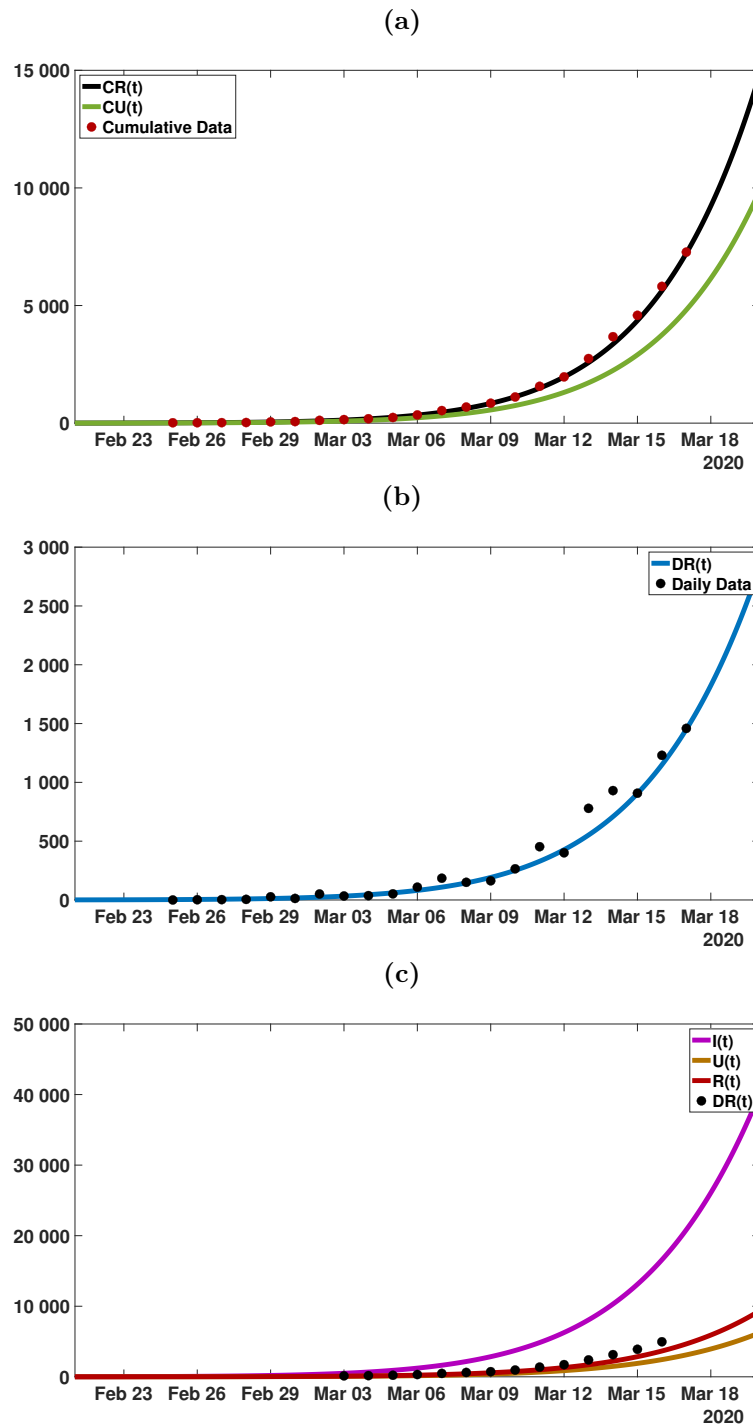 (a)
15 000
CR(t)
CU(t)
Cumulative Data
10 000
5 000
0
Feb 23 Feb 26 Feb 29 Mar 03 Mar 06 Mar 09 Mar 12 Mar 15 Mar 18
2020
(b)
3 000
DR(t)
Daily Data
2 500
2 000
1 500
1 000
500
0
Feb 23 Feb 26 Feb 29 Mar 03 Mar 06 Mar 09 Mar 12 Mar 15 Mar 18
2020
(c)
50 000
I(t)
U(t)
R(t)
DR(t)
40 000
30 000
20 000
10 000
0
Feb 23 Feb 26 Feb 29 Mar 03 Mar 06 Mar 09 Mar 12 Mar 15 Mar 18
2020